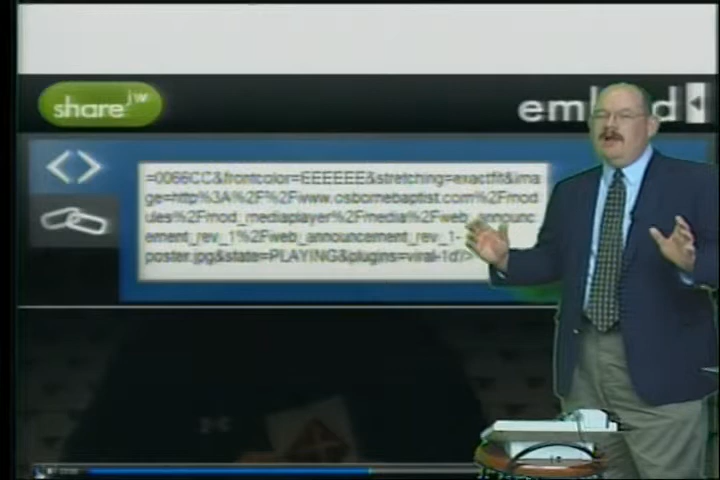 share jw
=0066CC&frontcolor=EEEEEE&stretching=exactfit&ima
ge=http%3A%2F%2Fwww.osbornebaptist.com%2Fmod
ules%2Fmod_mediaplayer%2Fmedia%2Fweb_announc
ement_rev_1%2Fweb_announcement_rev_1-
poster.jpg&state=PLAYING&plugins=viral-1d'/>